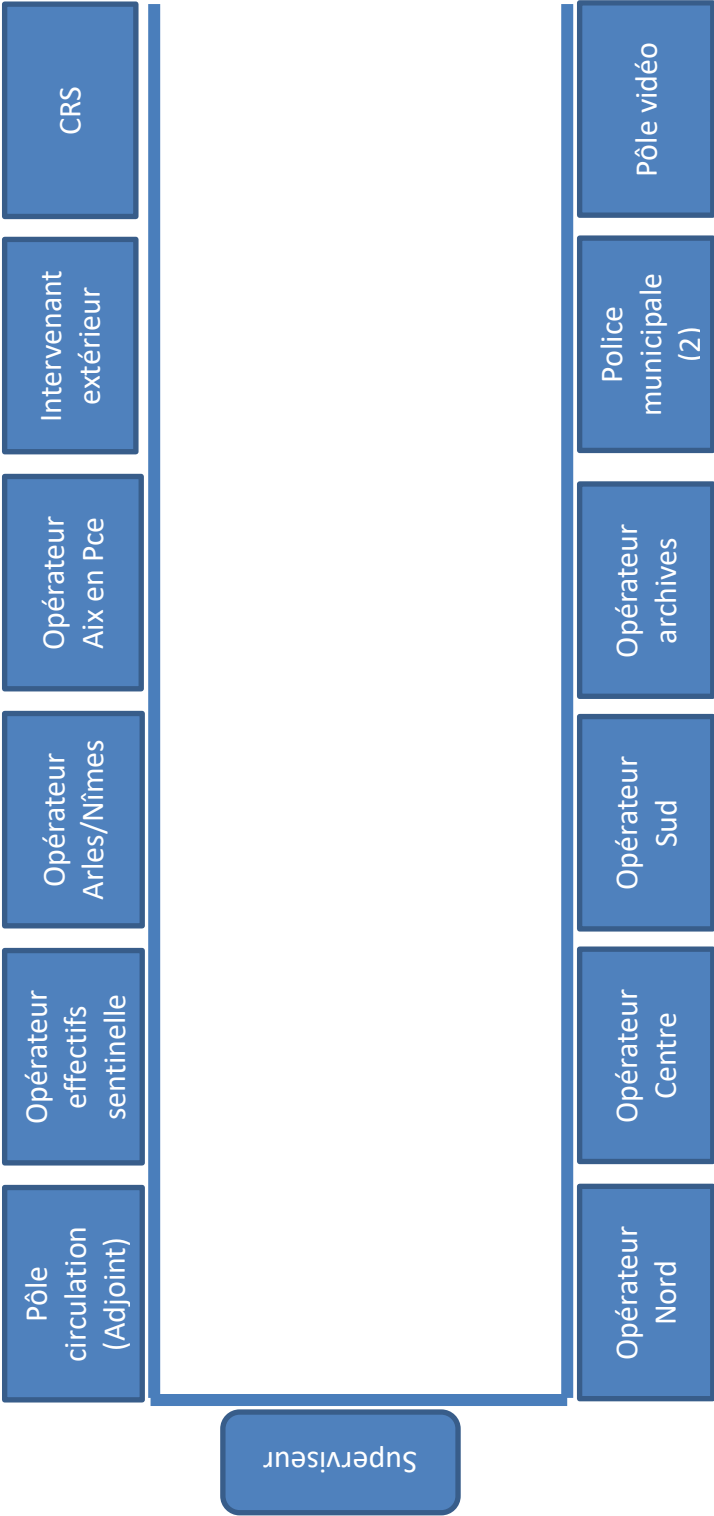 CRS
Intervenant
extérieur
Opérateur
Aix en Pce
Opérateur
Arles/Nîmes
Opérateur
effectifs
sentinelle
Pôle
circulation
(Adjoint)
Pôle vidéo
Police
municipale
(2)
Opérateur
archives
Opérateur
Sud
Opérateur
Centre
Opérateur
Nord
Superviseur